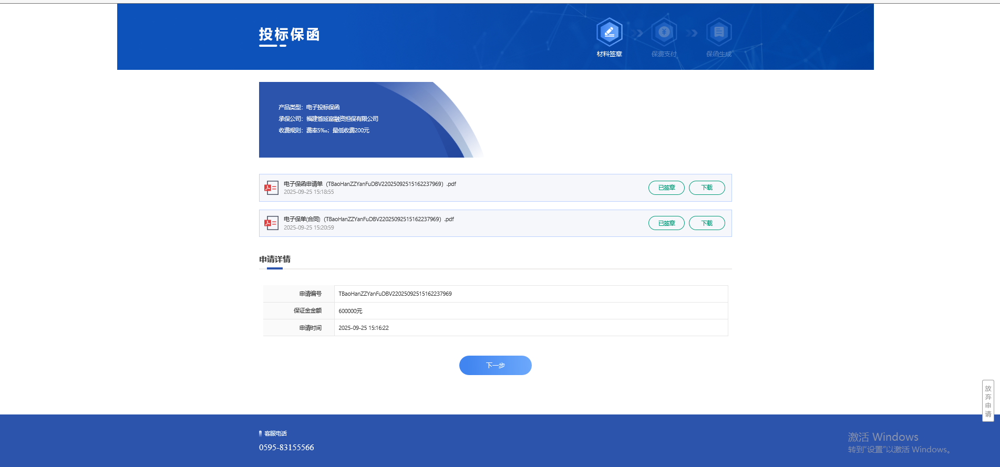 投标保函
材料签章
保费支付
保函生成
产品类型：电子投标保函
承保公司：福建省延富融资担保有限公司
收费规则：费率5‰；最低收费200元
电子保函申请单（TBaoHanZZYanFuDBV22025092515162237969）.pdf
2025-09-25 15:18:55
已签章
下载
电子保单(合同)（TBaoHanZZYanFuDBV22025092515162237969）.pdf
2025-09-25 15:20:59
已签章
下载
申请详情
申请编号 TBaoHanZZYanFuDBV22025092515162237969
保证金金额 600000元
申请时间 2025-09-25 15:16:22
下一步
放弃申请
客服电话
0595-83155566
激活 Windows
转到"设置"以激活 Windows。